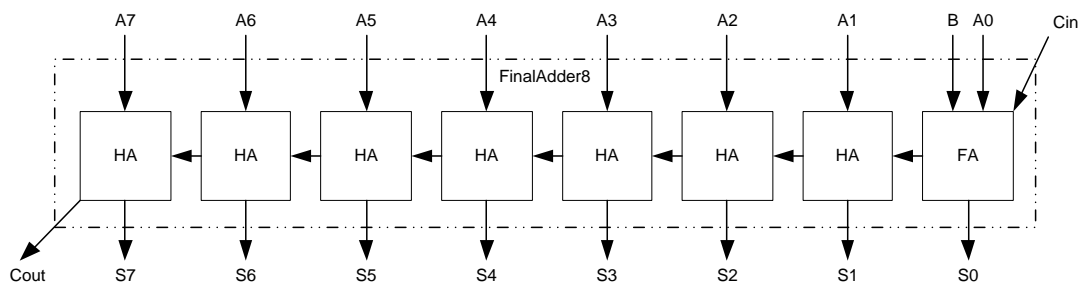 A7 A6 A5 A4 A3 A2 A1 B A0 Cin
FinalAdder8
HA HA HA HA HA HA HA FA
Cout S7 S6 S5 S4 S3 S2 S1 S0